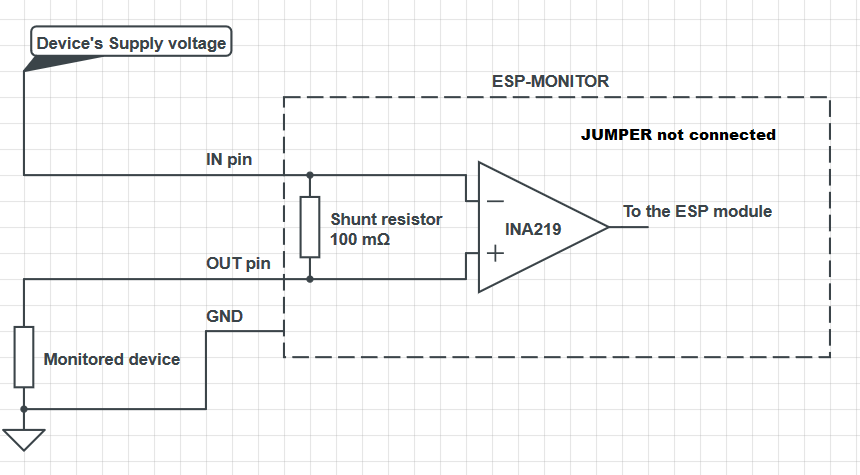 Device's Supply voltage
ESP-MONITOR
JUMPER not connected
IN pin
Shunt resistor
100 mΩ
INA219
To the ESP module
OUT pin
GND
Monitored device